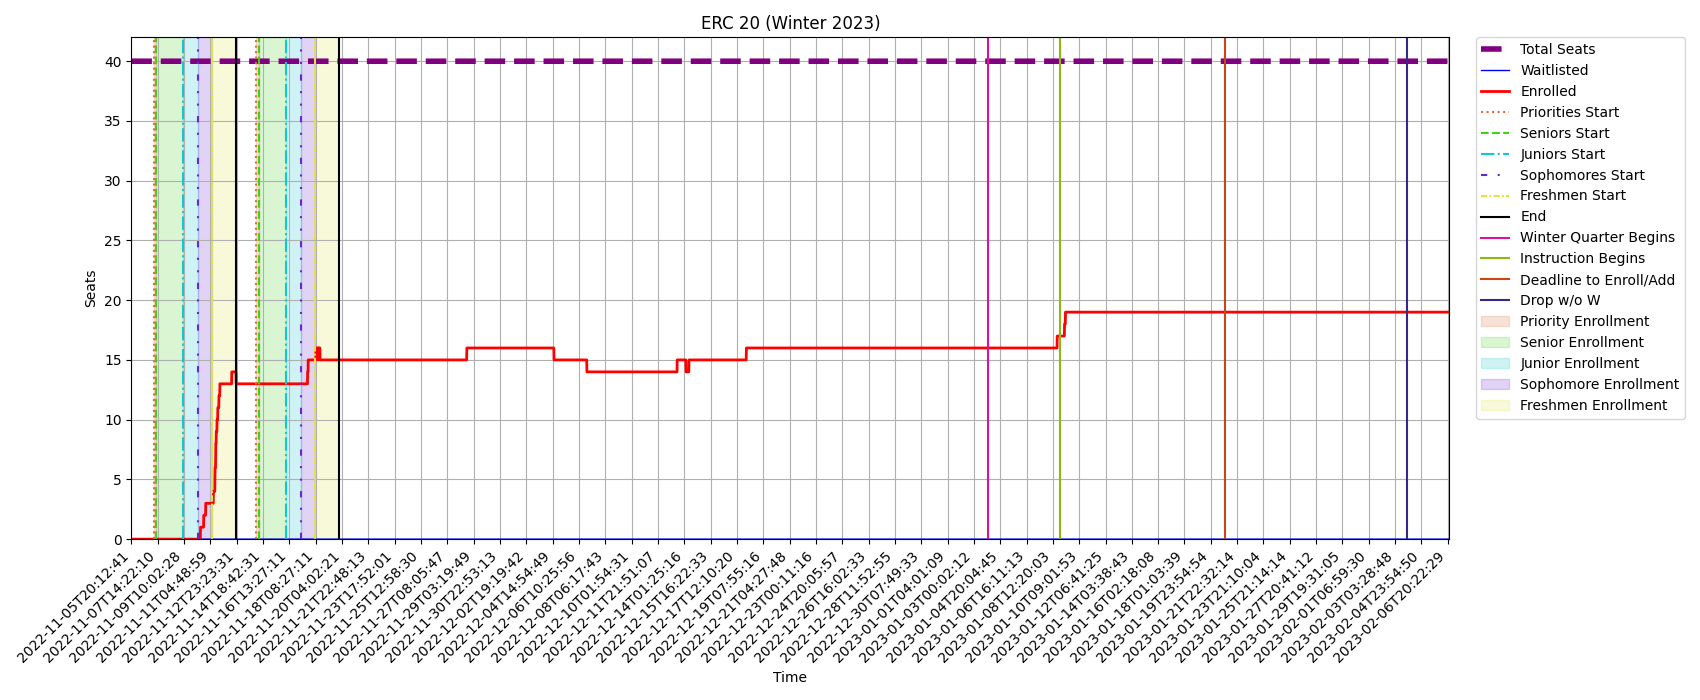 ERC 20 (Winter 2023)
Total Seats
Waitlisted
Enrolled
Priorities Start
Seniors Start
Juniors Start
Sophomores Start
Freshmen Start
End
Winter Quarter Begins
Instruction Begins
Deadline to Enroll/Add
Drop w/o W
Priority Enrollment
Senior Enrollment
Junior Enrollment
Sophomore Enrollment
Freshmen Enrollment
Seats
40
35
30
25
20
15
10
5
0
2022-11-05T20:12:41
2022-11-07T14:22:10
2022-11-09T10:02:28
2022-11-11T04:48:59
2022-11-12T23:23:31
2022-11-14T18:42:31
2022-11-16T13:27:11
2022-11-18T08:27:11
2022-11-20T04:02:21
2022-11-21T22:48:13
2022-11-23T17:52:01
2022-11-25T12:58:30
2022-11-27T08:05:47
2022-11-29T03:19:49
2022-11-30T22:53:13
2022-12-02T19:19:42
2022-12-04T14:54:49
2022-12-06T10:25:56
2022-12-08T06:17:43
2022-12-10T01:54:31
2022-12-11T21:51:07
2022-12-14T01:25:16
2022-12-15T16:22:33
2022-12-17T12:10:20
2022-12-19T07:55:16
2022-12-21T04:27:48
2022-12-23T00:11:16
2022-12-24T20:05:57
2022-12-26T16:02:33
2022-12-28T11:52:55
2022-12-30T07:49:33
2023-01-01T04:01:09
2023-01-03T00:02:12
2023-01-04T20:04:45
2023-01-06T16:11:13
2023-01-08T12:20:03
2023-01-10T09:01:53
2023-01-12T06:41:25
2023-01-14T03:38:43
2023-01-16T02:18:08
2023-01-18T01:03:39
2023-01-19T23:54:54
2023-01-21T22:32:14
2023-01-23T21:10:04
2023-01-25T21:14:14
2023-01-27T20:41:12
2023-01-29T19:31:05
2023-02-01T06:59:30
2023-02-03T03:28:48
2023-02-04T23:54:50
2023-02-06T20:22:29
Time